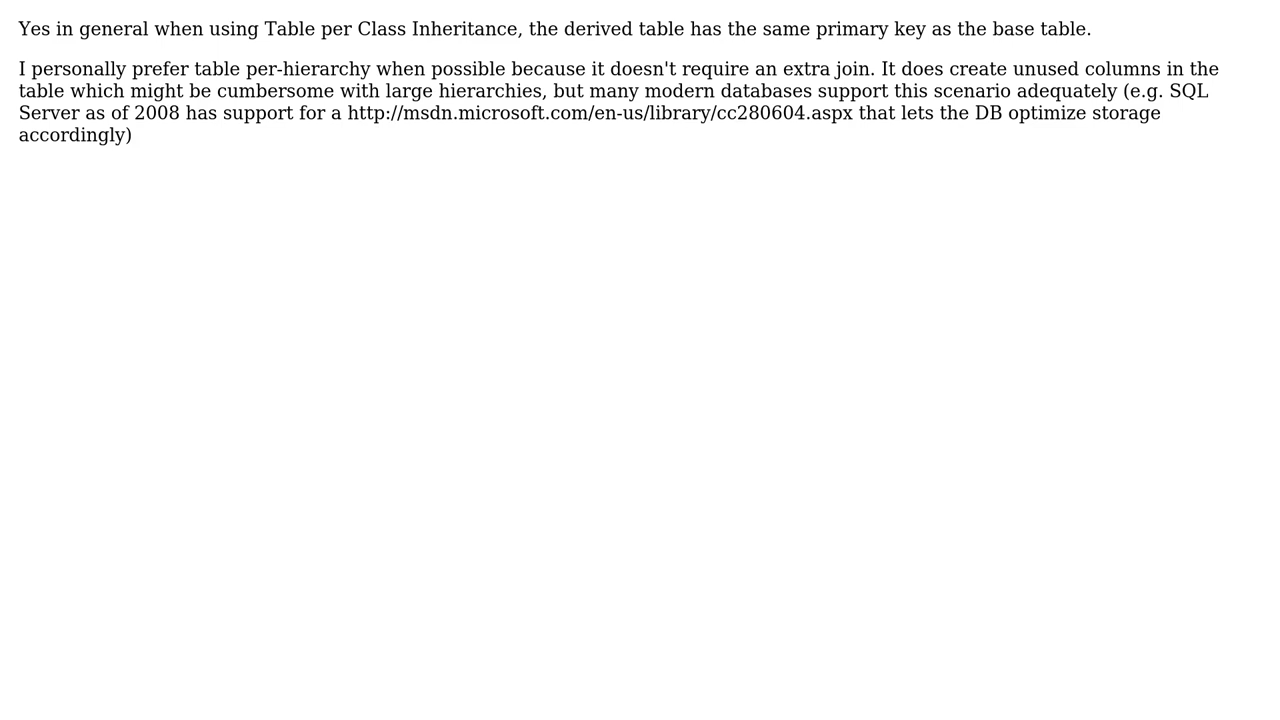 Yes in general when using Table per Class Inheritance, the derived table has the same primary key as the base table.
I personally prefer table per-hierarchy when possible because it doesn't require an extra join. It does create unused columns in the
table which might be cumbersome with large hierarchies, but many modern databases support this scenario adequately (e.g. SQL
Server as of 2008 has support for a http://msdn.microsoft.com/en-us/library/cc280604.aspx that lets the DB optimize storage
accordingly)